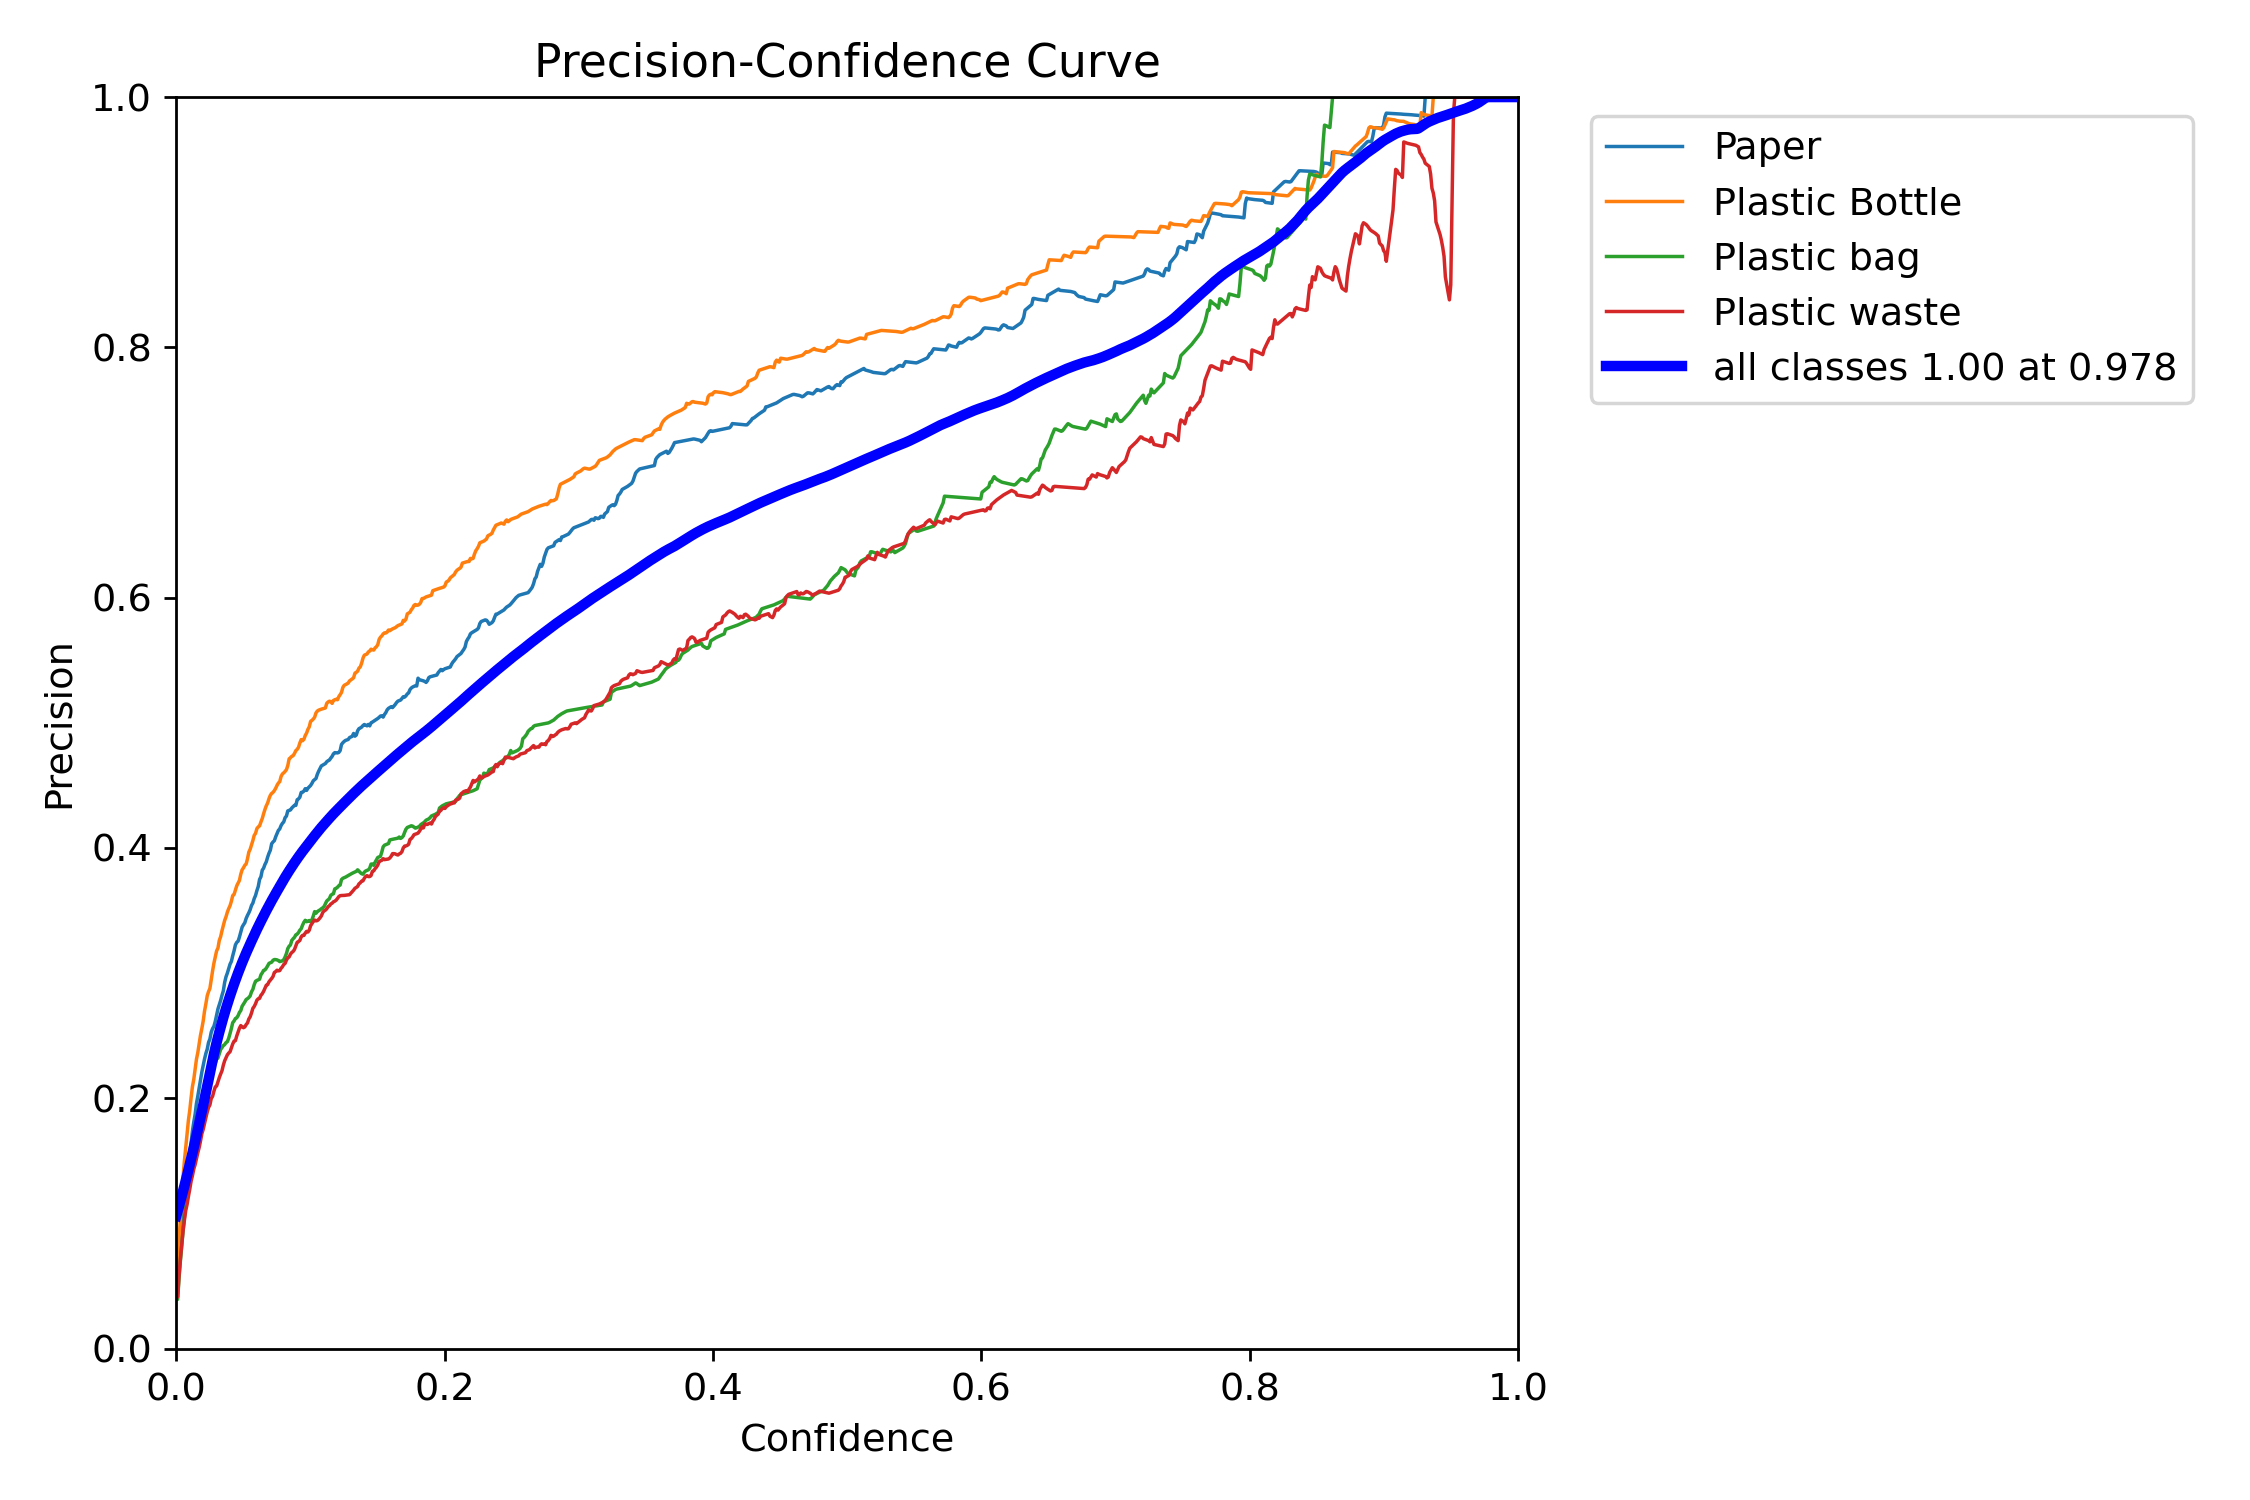 Precision-Confidence Curve
1.0
0.8
0.6
0.4
0.2
0.0
Precision
0.0 0.2 0.4 0.6 0.8 1.0
Confidence
Paper
Plastic Bottle
Plastic bag
Plastic waste
all classes 1.00 at 0.978